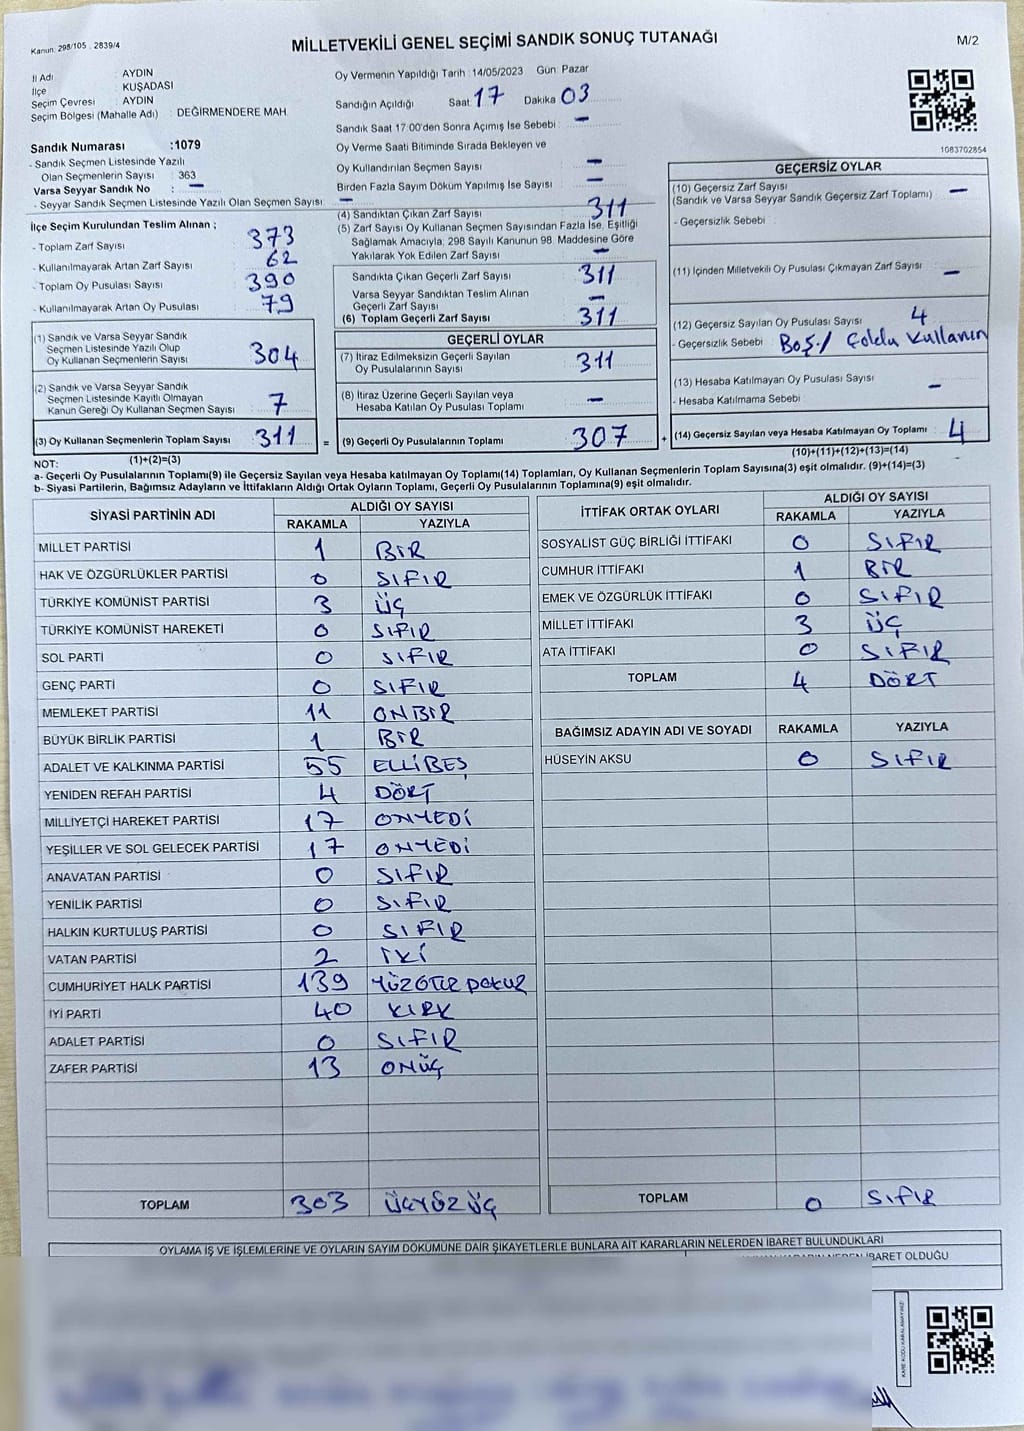 Kanun. 298/105 . 2839/4
MİLLETVEKİLİ GENEL SEÇİMİ SANDIK SONUÇ TUTANAĞI
M/2
İl Adı : AYDIN
İlçe : KUŞADASI
Seçim Çevresi : AYDIN
Seçim Bölgesi (Mahalle Adı) : DEĞİRMENDERE MAH
Sandık Numarası :1079
- Sandık Seçmen Listesinde Yazılı
Olan Seçmenlerin Sayısı : 363
Varsa Seyyar Sandık No : –
- Seyyar Sandık Seçmen Listesinde Yazılı Olan Seçmen Sayısı: –
İlçe Seçim Kurulundan Teslim Alınan ;
- Toplam Zarf Sayısı 373
- Kullanılmayarak Artan Zarf Sayısı 62
- Toplam Oy Pusulası Sayısı 390
- Kullanılmayarak Artan Oy Pusulası 79
(1) Sandık ve Varsa Seyyar Sandık
Seçmen Listesinde Yazılı Olup
Oy Kullanan Seçmenlerin Sayısı 304
(2) Sandık ve Varsa Seyyar Sandık
Seçmen Listesinde Kayıtlı Olmayan
Kanun Gereği Oy Kullanan Seçmen Sayısı 7
(3) Oy Kullanan Seçmenlerin Toplam Sayısı 311
(1)+(2)=(3)
Oy Vermenin Yapıldığı Tarih : 14/05/2023 Gün: Pazar
Sandığın Açıldığı Saat 17 Dakika 03
Sandık Saat 17:00'den Sonra Açımış İse Sebebi : –
Oy Verme Saati Bitiminde Sırada Bekleyen ve
Oy Kullandırılan Seçmen Sayısı –
Birden Fazla Sayım Döküm Yapılmış İse Sayısı –
(4) Sandıktan Çıkan Zarf Sayısı 311
(5) Zarf Sayısı Oy Kullanan Seçmen Sayısından Fazla İse, Eşitliği
Sağlamak Amacıyla; 298 Sayılı Kanunun 98. Maddesine Göre
Yakılarak Yok Edilen Zarf Sayısı –
Sandıkta Çıkan Geçerli Zarf Sayısı 311
Varsa Seyyar Sandıktan Teslim Alınan
Geçerli Zarf Sayısı –
(6) Toplam Geçerli Zarf Sayısı 311
GEÇERLİ OYLAR
(7) İtiraz Edilmeksizin Geçerli Sayılan
Oy Pusulalarının Sayısı 311
(8) İtiraz Üzerine Geçerli Sayılan veya
Hesaba Katılan Oy Pusulası Toplamı –
= (9) Geçerli Oy Pusulalarının Toplamı 307 +
1083702854
GEÇERSİZ OYLAR
(10) Geçersiz Zarf Sayısı –
(Sandık ve Varsa Seyyar Sandık Geçersiz Zarf Toplamı)
- Geçersizlik Sebebi :
(11) İçinden Milletvekili Oy Pusulası Çıkmayan Zarf Sayısı –
(12) Geçersiz Sayılan Oy Pusulası Sayısı 4
- Geçersizlik Sebebi Boş/
(13) Hesaba Katılmayan Oy Pusulası Sayısı –
- Hesaba Katılmama Sebebi
(14) Geçersiz Sayılan veya Hesaba Katılmayan Oy Toplamı 4
(10)+(11)+(12)+(13)=(14)
NOT:
a- Geçerli Oy Pusulalarının Toplamı(9) ile Geçersiz Sayılan veya Hesaba katılmayan Oy Toplamı(14) Toplamları, Oy Kullanan Seçmenlerin Toplam Sayısına(3) eşit olmalıdır. (9)+(14)=(3)
b- Siyasi Partilerin, Bağımsız Adayların ve İttifakların Aldığı Ortak Oyların Toplamı, Geçerli Oy Pusulalarının Toplamına(9) eşit olmalıdır.
SİYASİ PARTİNİN ADI ALDIĞI OY SAYISI
RAKAMLA YAZIYLA
MİLLET PARTİSİ 1 BİR
HAK VE ÖZGÜRLÜKLER PARTİSİ 0 SIFIR
TÜRKİYE KOMÜNİST PARTİSİ 3 ÜÇ
TÜRKİYE KOMÜNİST HAREKETİ 0 SIFIR
SOL PARTİ 0 SIFIR
GENÇ PARTİ 0 SIFIR
MEMLEKET PARTİSİ 11 ONBİR
BÜYÜK BİRLİK PARTİSİ 1 BİR
ADALET VE KALKINMA PARTİSİ 55 ELLİBEŞ
YENİDEN REFAH PARTİSİ 4 DÖRT
MİLLİYETÇİ HAREKET PARTİSİ 17 ONYEDİ
YEŞİLLER VE SOL GELECEK PARTİSİ 17 ONYEDİ
ANAVATAN PARTİSİ 0 SIFIR
YENİLİK PARTİSİ 0 SIFIR
HALKIN KURTULUŞ PARTİSİ 0 SIFIR
VATAN PARTİSİ 2 İKİ
CUMHURİYET HALK PARTİSİ 139 YÜZOTUZ DOKUZ
İYİ PARTİ 40 KIRK
ADALET PARTİSİ 0 SIFIR
ZAFER PARTİSİ 13 ONÜÇ
TOPLAM 303 ÜÇYÜZ ÜÇ
İTTİFAK ORTAK OYLARI ALDIĞI OY SAYISI
RAKAMLA YAZIYLA
SOSYALİST GÜÇ BİRLİĞİ İTTİFAKI 0 SIFIR
CUMHUR İTTİFAKI 1 BİR
EMEK VE ÖZGÜRLÜK İTTİFAKI 0 SIFIR
MİLLET İTTİFAKI 3 ÜÇ
ATA İTTİFAKI 0 SIFIR
TOPLAM 4 DÖRT
BAĞIMSIZ ADAYIN ADI VE SOYADI RAKAMLA YAZIYLA
HÜSEYİN AKSU 0 SIFIR
TOPLAM 0 SIFIR
OYLAMA İŞ VE İŞLEMLERİNE VE OYLARIN SAYIM DÖKÜMÜNE DAİR ŞİKAYETLERLE BUNLARA AİT KARARLARIN NELERDEN İBARET BULUNDUKLARI
İBARET OLDUĞU
KARE KODU KARALAMAYINIZ!